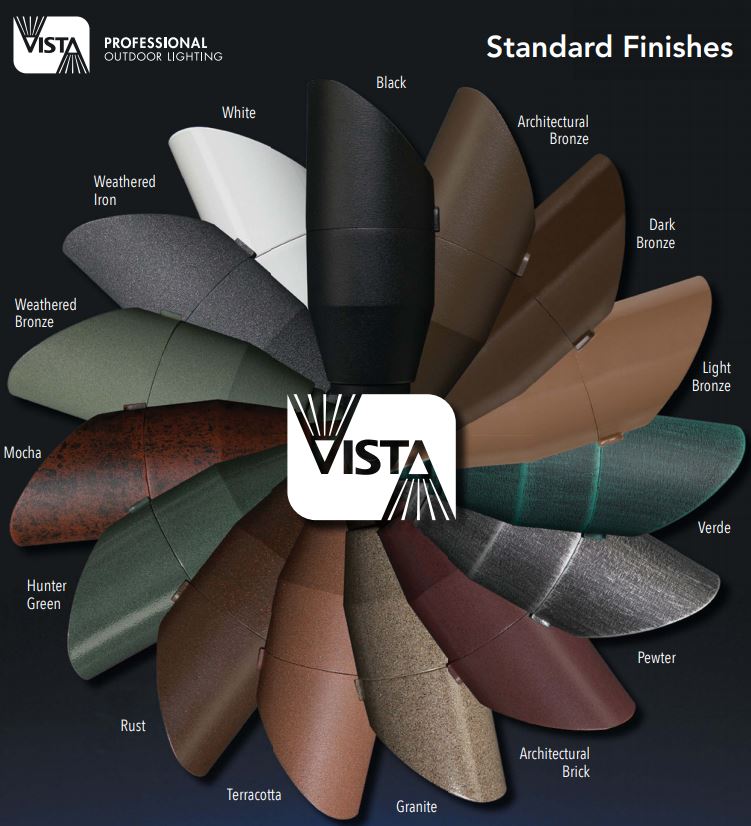 VISTA
PROFESSIONAL
OUTDOOR LIGHTING
Standard Finishes
Black
White
Architectural
Bronze
Weathered
Iron
Dark
Bronze
Weathered
Bronze
Light
Bronze
VISTA
Mocha
Verde
Hunter
Green
Pewter
Rust
Architectural
Brick
Terracotta
Granite